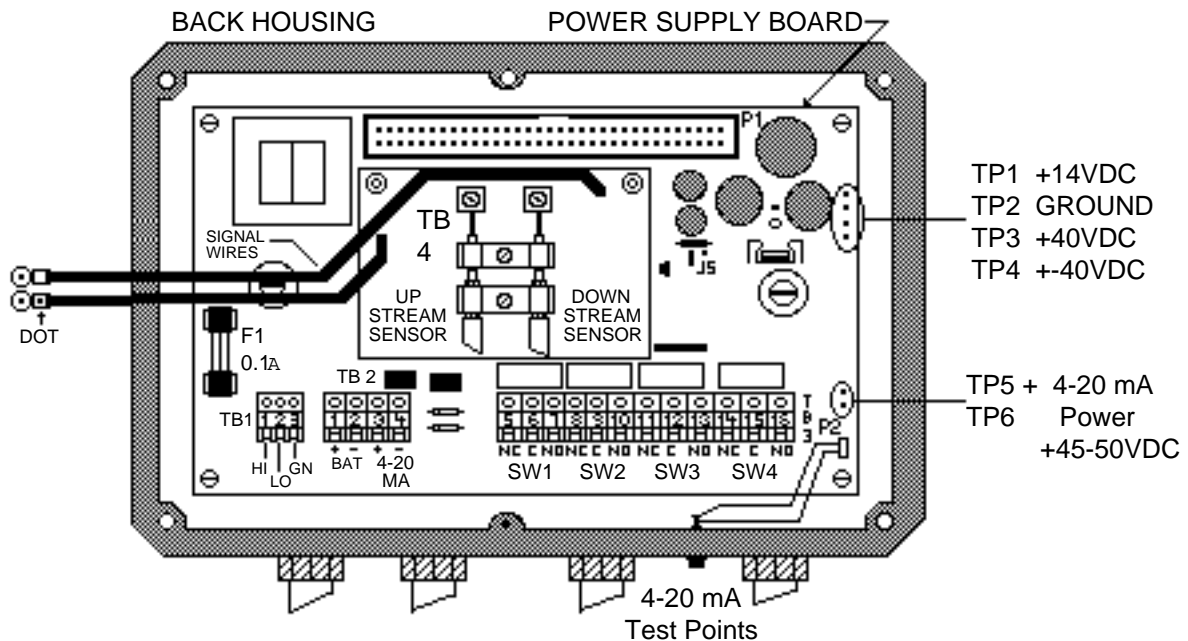 BACK HOUSING
POWER SUPPLY BOARD
P1
TP1 +14VDC
TP2 GROUND
TP3 +40VDC
TP4 +-40VDC
TB
4
SIGNAL
WIRES
J5
UP
STREAM
SENSOR
DOWN
STREAM
SENSOR
DOT
F1
0.1A
TB 2
TP5 + 4-20 mA
TP6 Power
+45-50VDC
TB1
1 2 3
1 2 3 4
5 6 7 8 9 10 11 12 13 14 15 16
T
B
3
P2
HI
LO
GN
+ - + -
BAT
4-20
MA
NC C NO NC C NO NC C NO NC C NO
SW1 SW2 SW3 SW4
4-20 mA
Test Points